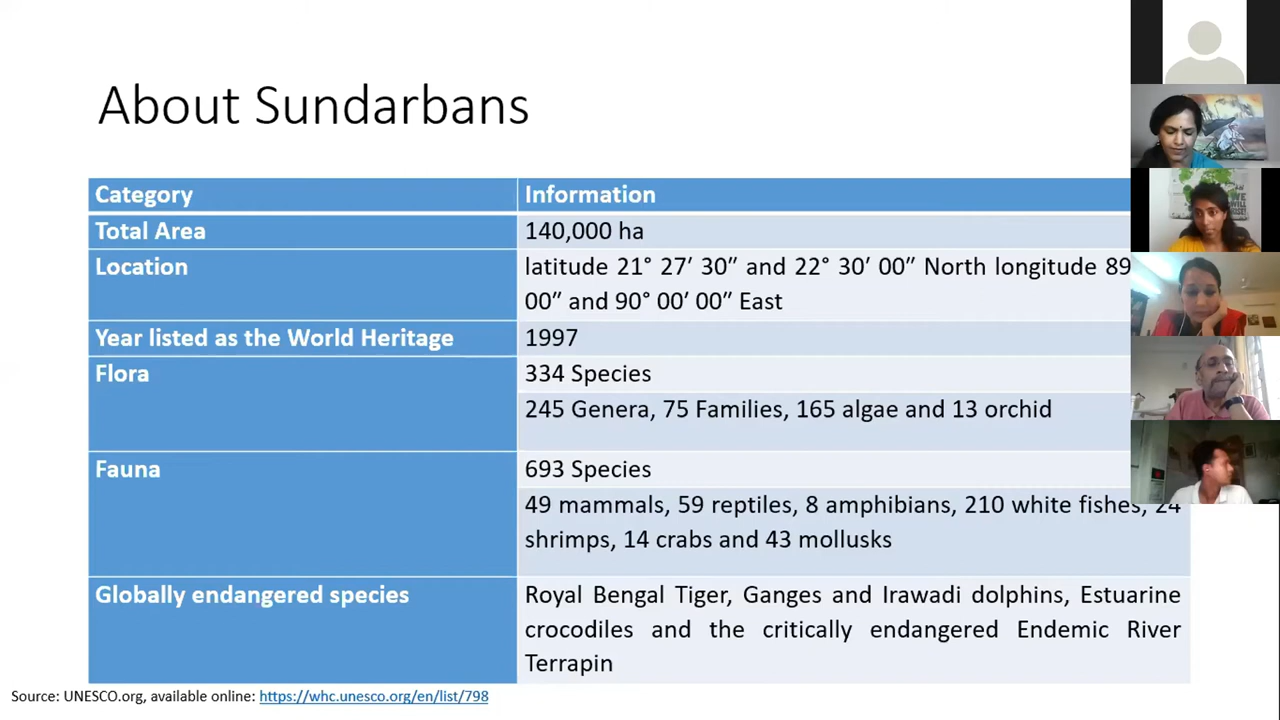 About Sundarbans
Category Information
Total Area 140,000 ha
Location latitude 21° 27′ 30″ and 22° 30′ 00″ North longitude 89
00″ and 90° 00′ 00″ East
Year listed as the World Heritage 1997
Flora 334 Species
245 Genera, 75 Families, 165 algae and 13 orchid
Fauna 693 Species
49 mammals, 59 reptiles, 8 amphibians, 210 white fishes, 24
shrimps, 14 crabs and 43 mollusks
Globally endangered species Royal Bengal Tiger, Ganges and Irawadi dolphins, Estuarine
crocodiles and the critically endangered Endemic River
Terrapin
Source: UNESCO.org, available online: https://whc.unesco.org/en/list/798